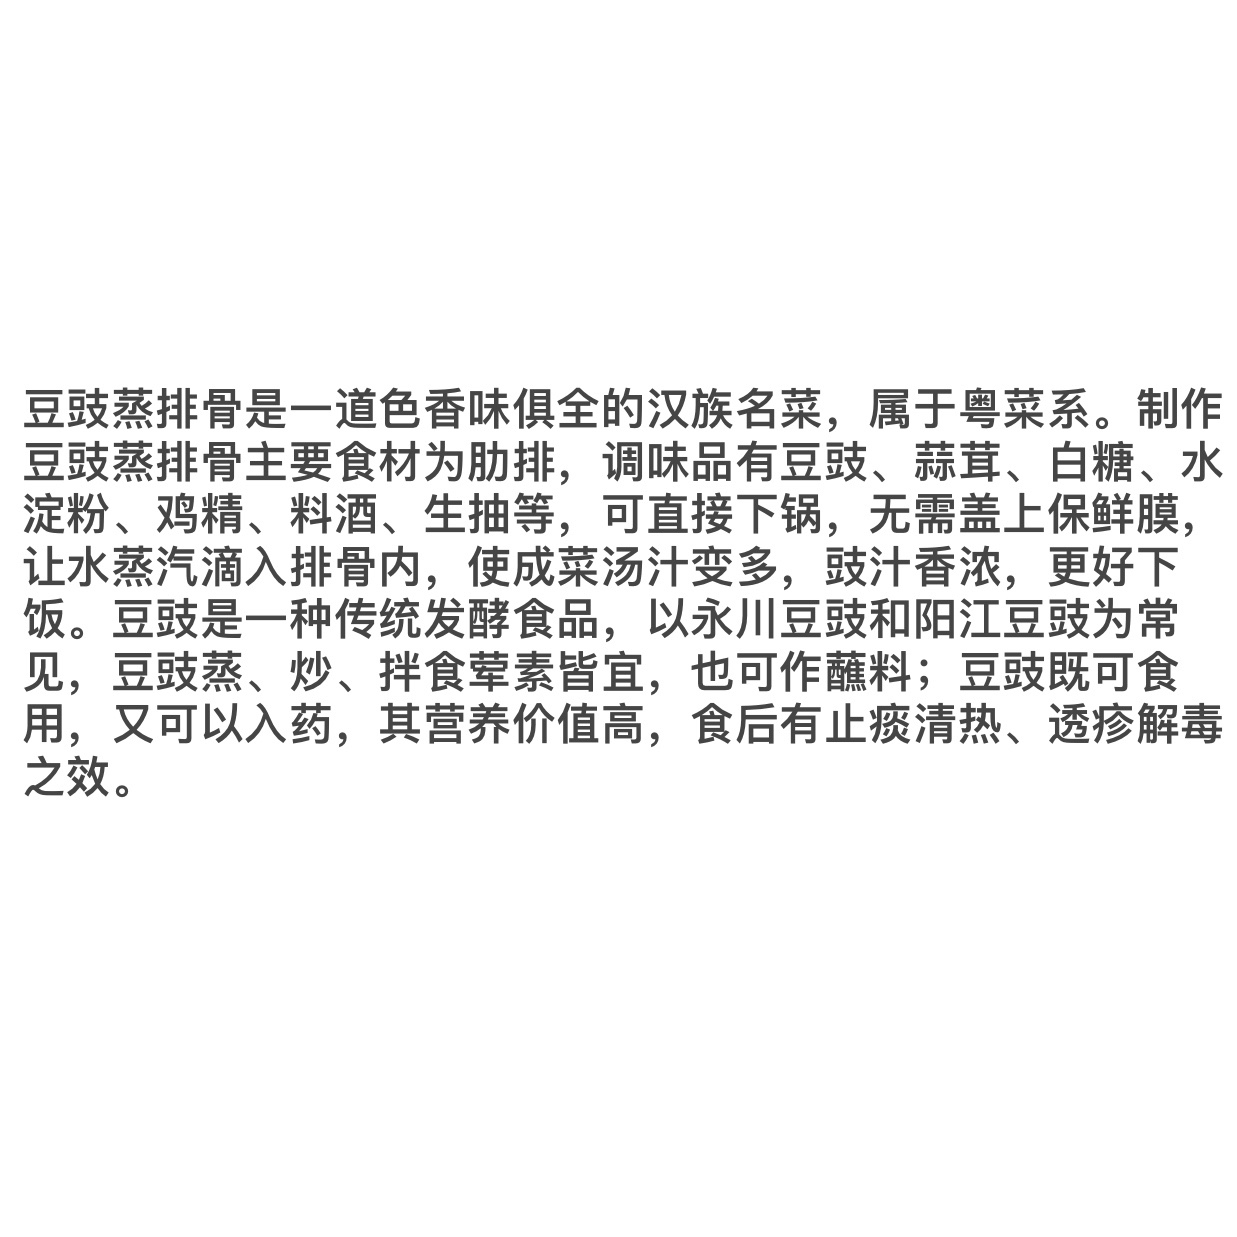 豆豉蒸排骨是一道色香味俱全的汉族名菜，属于粤菜系。制作
豆豉蒸排骨主要食材为肋排，调味品有豆豉、蒜茸、白糖、水
淀粉、鸡精、料酒、生抽等，可直接下锅，无需盖上保鲜膜，
让水蒸汽滴入排骨内，使成菜汤汁变多，豉汁香浓，更好下
饭。豆豉是一种传统发酵食品，以永川豆豉和阳江豆豉为常
见，豆豉蒸、炒、拌食荤素皆宜，也可作蘸料；豆豉既可食
用，又可以入药，其营养价值高，食后有止痰清热、透疹解毒
之效。